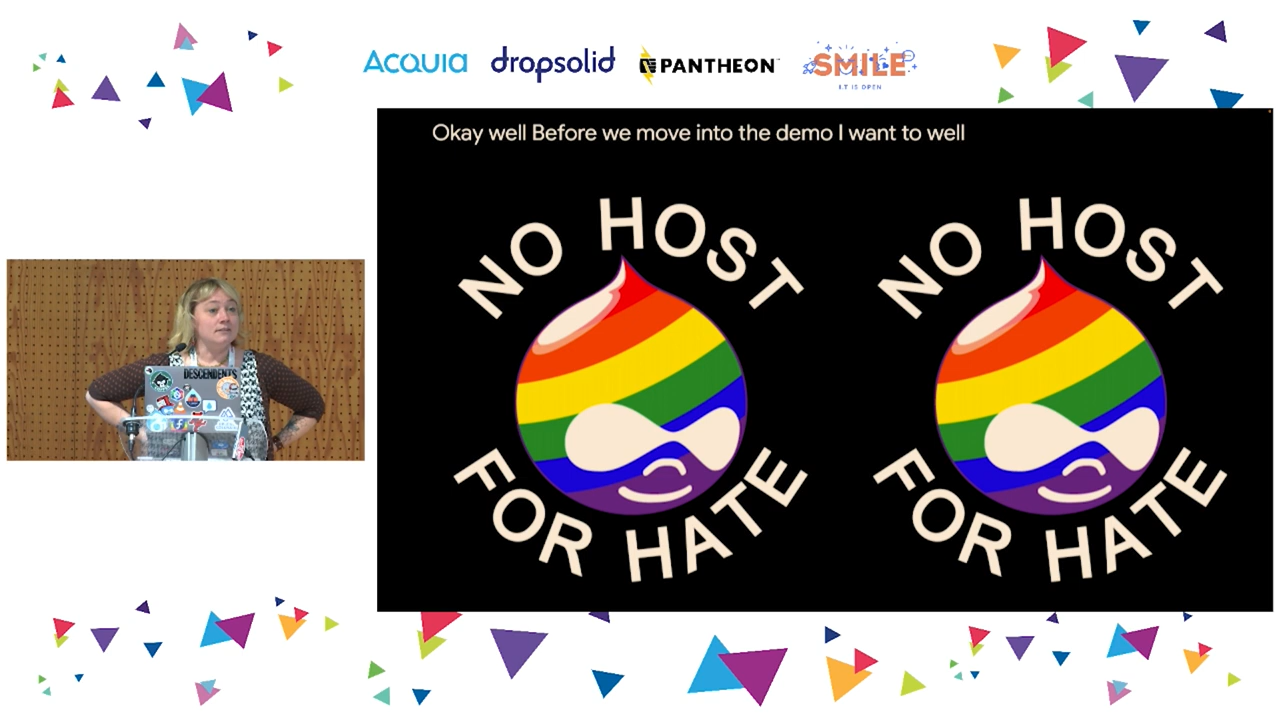 Acquia
dropsolid
PANTHEON
SMILE
I.T IS OPEN
Okay well Before we move into the demo I want to well
NO HOST
FOR HATE
NO HOST
FOR HATE
DESCENDENTS